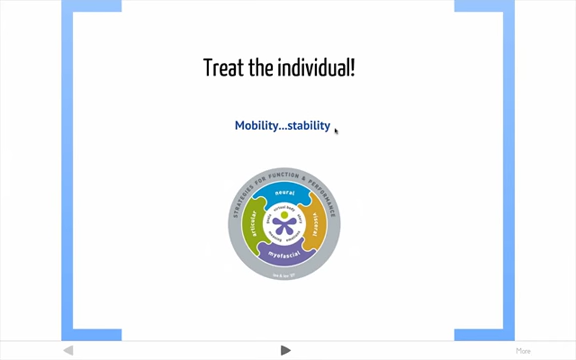 Treat the individual!
Mobility...stability
STRATEGIES FOR FUNCTION & PERFORMANCE
neural
articular
visceral
myofascial
More